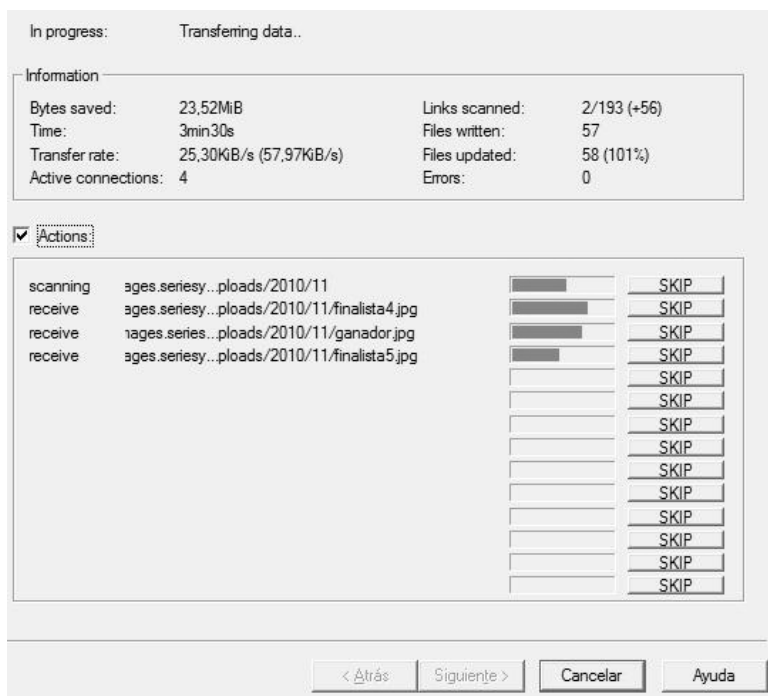 In progress: Transferring data..
Information
Bytes saved: 23,52MiB Links scanned: 2/193 (+56)
Time: 3min30s Files written: 57
Transfer rate: 25,30KiB/s (57,97KiB/s) Files updated: 58 (101%)
Active connections: 4 Errors: 0
Actions:
scanning ages.seriesy...ploads/2010/11 SKIP
receive ages.seriesy...ploads/2010/11/finalista4.jpg SKIP
receive nages.series...ploads/2010/11/ganador.jpg SKIP
receive ages.seriesy...ploads/2010/11/finalista5.jpg SKIP
SKIP
SKIP
SKIP
SKIP
SKIP
SKIP
SKIP
SKIP
SKIP
SKIP
< Atrás Siguiente > Cancelar Ayuda